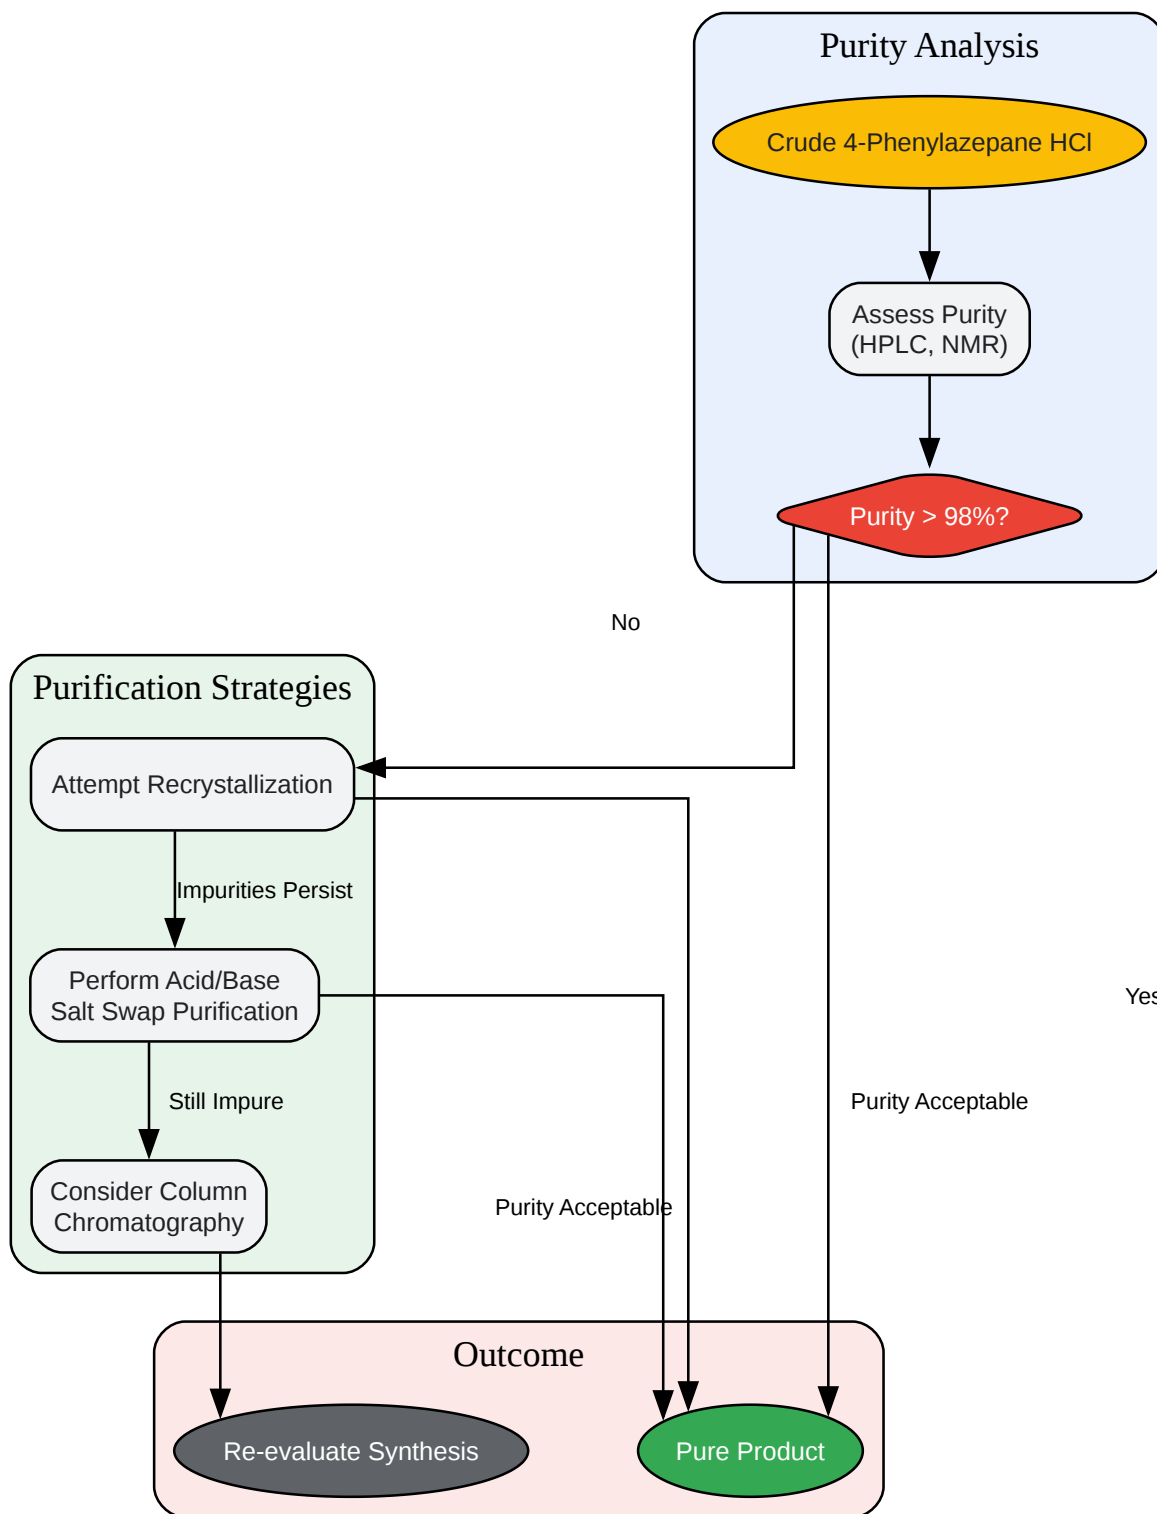 Purity Analysis
Crude 4-Phenylazepane HCl
Assess Purity
(HPLC, NMR)
Purity > 98%?
No
Purification Strategies
Attempt Recrystallization
Impurities Persist
Perform Acid/Base
Salt Swap Purification
Yes
Still Impure
Purity Acceptable
Consider Column
Chromatography
Purity Acceptable
Outcome
Re-evaluate Synthesis
Pure Product